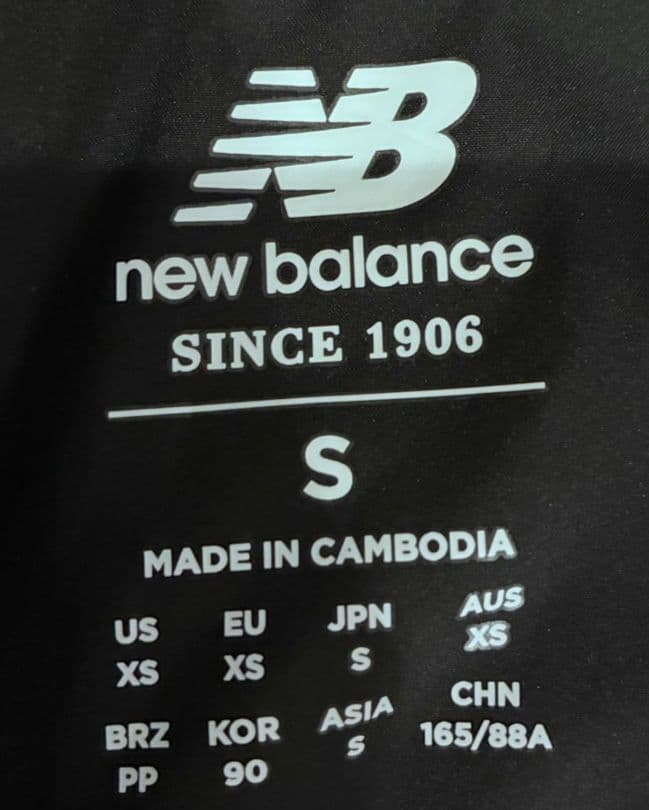 NB
new balance
SINCE 1906
S
MADE IN CAMBODIA
US EU JPN AUS
XS XS S XS
BRZ KOR ASIA CHN
PP 90 S 165/88A